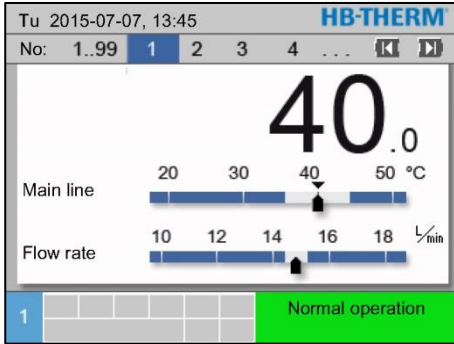 Tu 2015-07-07, 13:45 HB-THERM®
No: 1..99 1 2 3 4 ...
40.0
20 30 40 50 °C
Main line
10 12 14 16 18 L/min
Flow rate
1 Normal operation